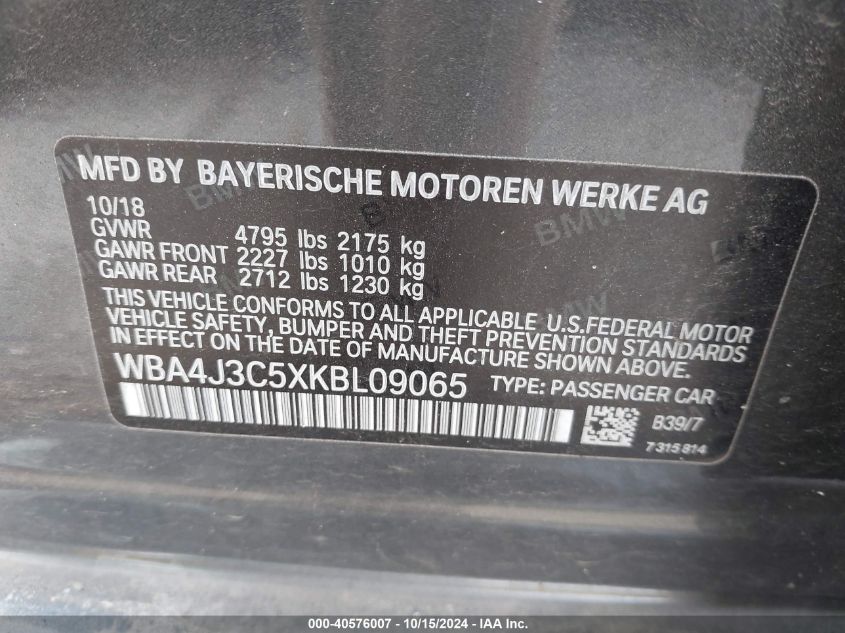 MFD BY BAYERISCHE MOTOREN WERKE AG
10/18
GVWR 4795 lbs 2175 kg
GAWR FRONT 2227 lbs 1010 kg
GAWR REAR 2712 lbs 1230 kg
THIS VEHICLE CONFORMS TO ALL APPLICABLE U.S.FEDERAL MOTOR
VEHICLE SAFETY, BUMPER AND THEFT PREVENTION STANDARDS
IN EFFECT ON THE DATE OF MANUFACTURE SHOWN ABOVE.
WBA4J3C5XKBL09065 TYPE: PASSENGER CAR
B39/7
7315814
000-40576007 - 10/15/2024 - IAA Inc.